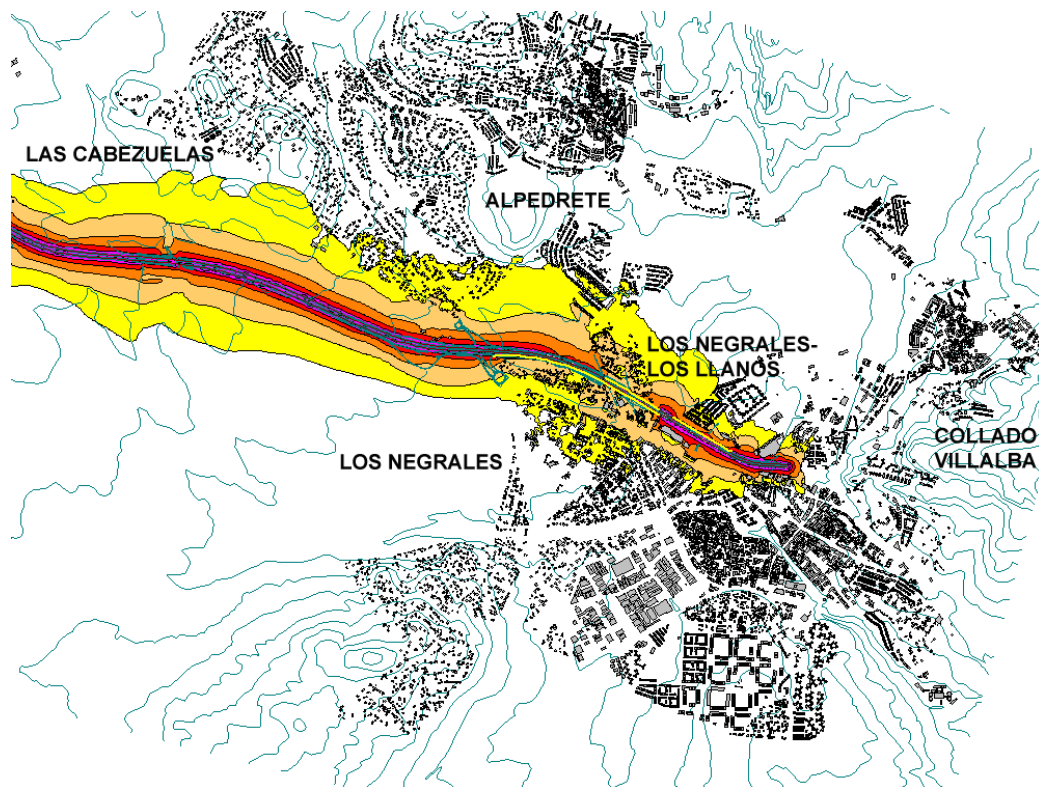 LAS CABEZUELAS
ALPEDRETE
LOS NEGRALES-
LOS LLANOS
COLLADO
VILLALBA
LOS NEGRALES